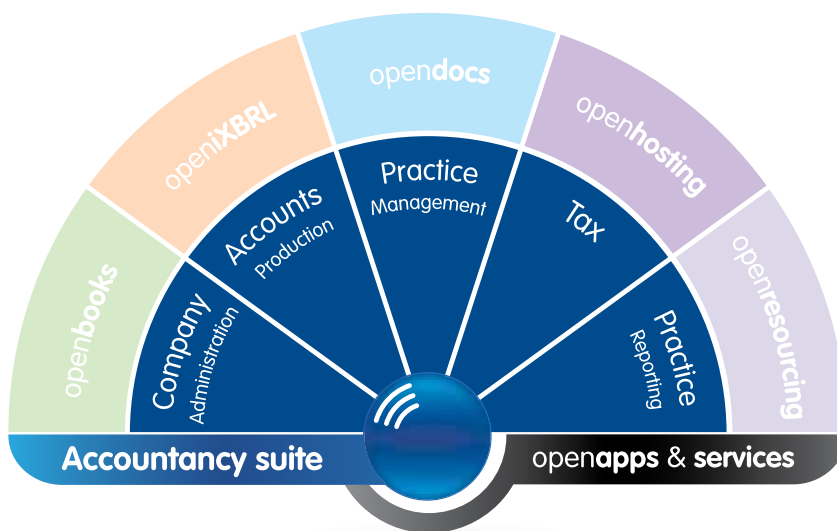 openbooks
openiXBRL
opendocs
openhosting
openresourcing
Company
Administration
Accounts
Production
Practice
Management
Tax
Practice
Reporting
Accountancy suite
openapps & services